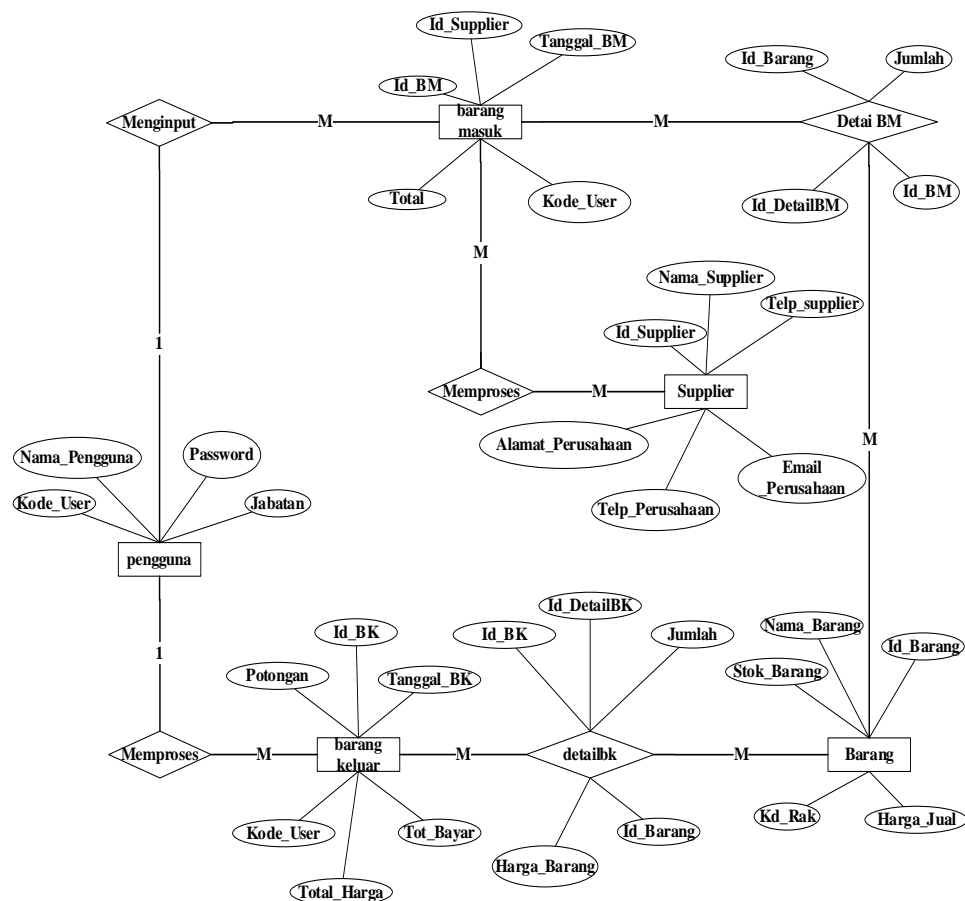 Id_Supplier
Tanggal_BM
Id_Barang
Jumlah
Id_BM
barang
masuk
Menginput
M
M
Detai BM
Total
Kode_User
Id_DetailBM
Id_BM
M
Nama_Supplier
Telp_supplier
Id_Supplier
1
Memproses
M
Supplier
Alamat_Perusahaan
Email
_Perusahaan
Telp_Perusahaan
M
Nama_Pengguna
Password
Kode_User
Jabatan
pengguna
Id_DetailBK
Id_BK
Id_BK
Jumlah
Nama_Barang
Id_Barang
1
Potongan
Tanggal_BK
Stok_Barang
Memproses
M
barang
keluar
M
detailbk
M
Barang
Kode_User
Tot_Bayar
Id_Barang
Kd_Rak
Harga_Jual
Harga_Barang
Total_Harga